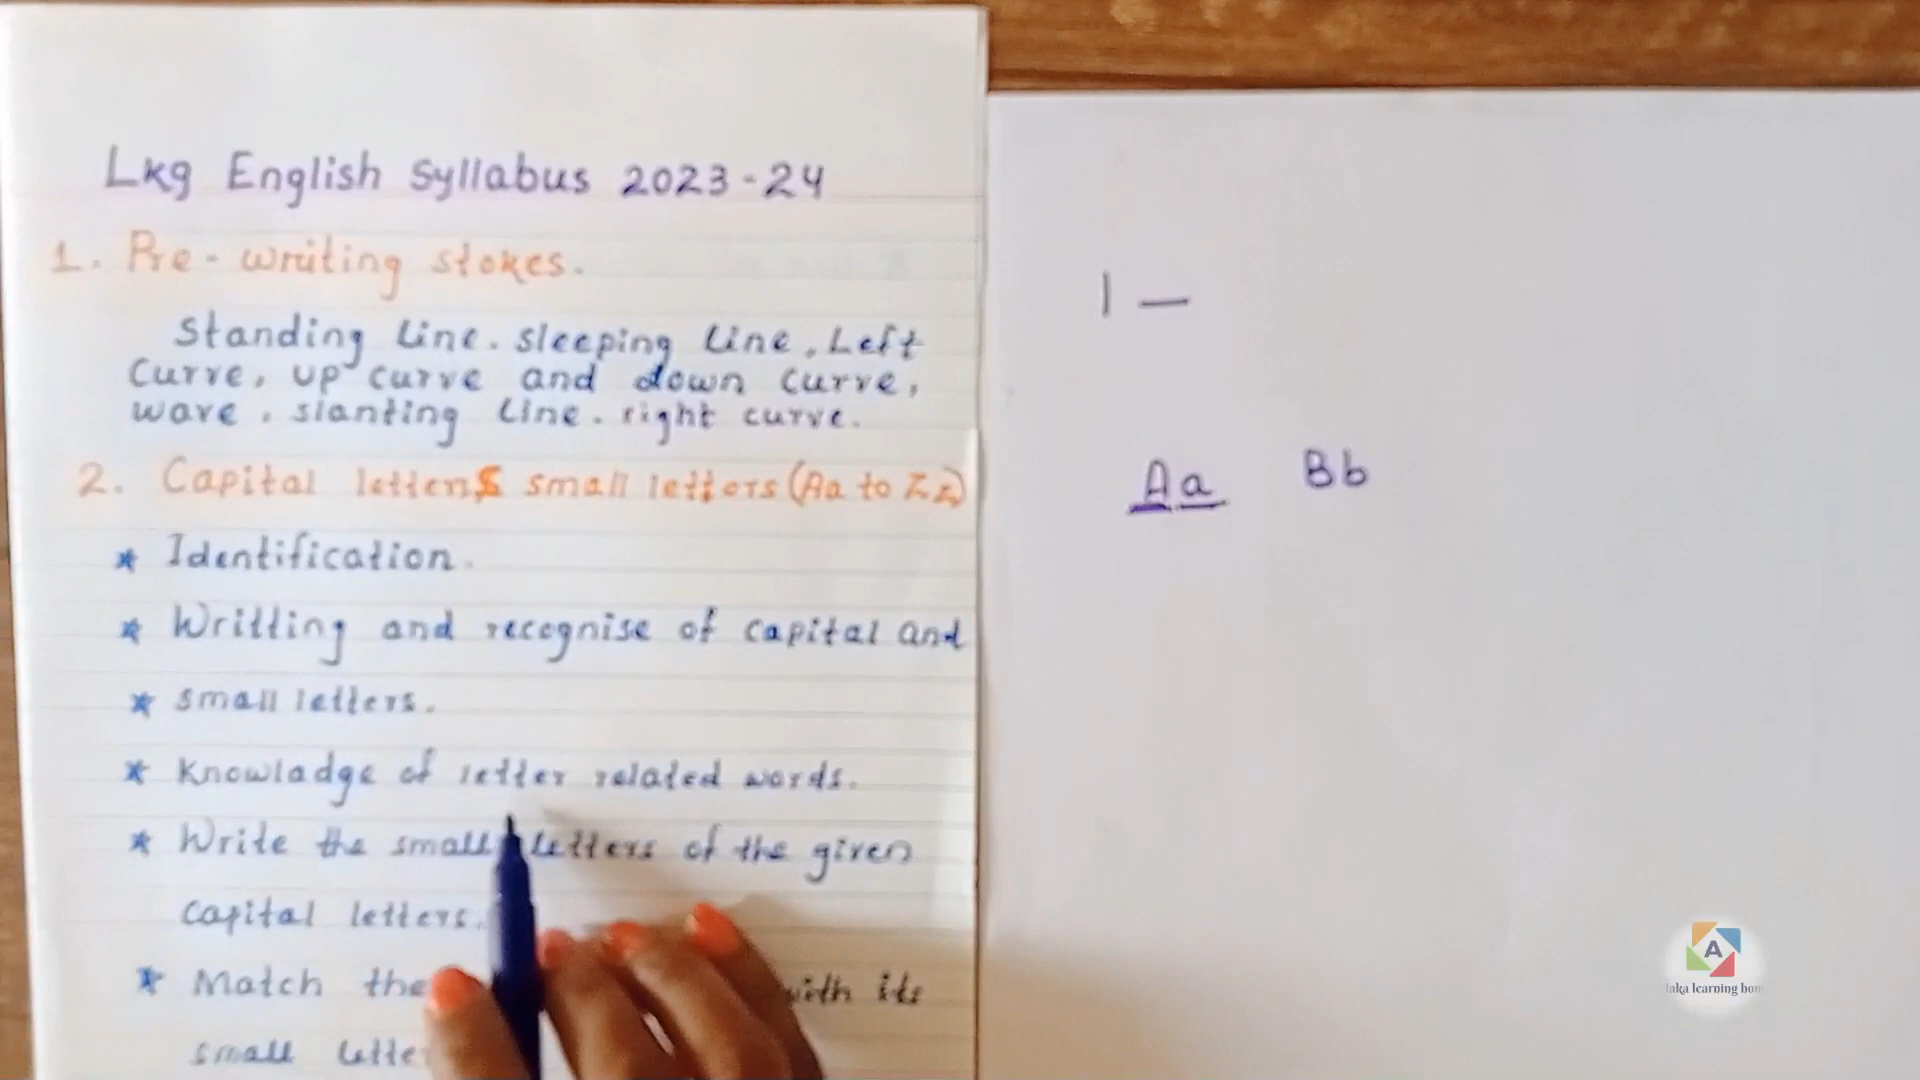 Lkg English Syllabus 2023-24
1. Pre-writing stokes.
Standing Line. sleeping Line, Left
Curve, up curve and down curve,
wave, slanting Line. right curve.
2. Capital letters small letters (Aa to Zz)
* Identification.
* Writting and recognise of capital and
* small letters.
* Knowladge of letter related words.
* Write the small letters of the given
capital letters.
* Match the with its
small
| —
Aa Bb
A
learning